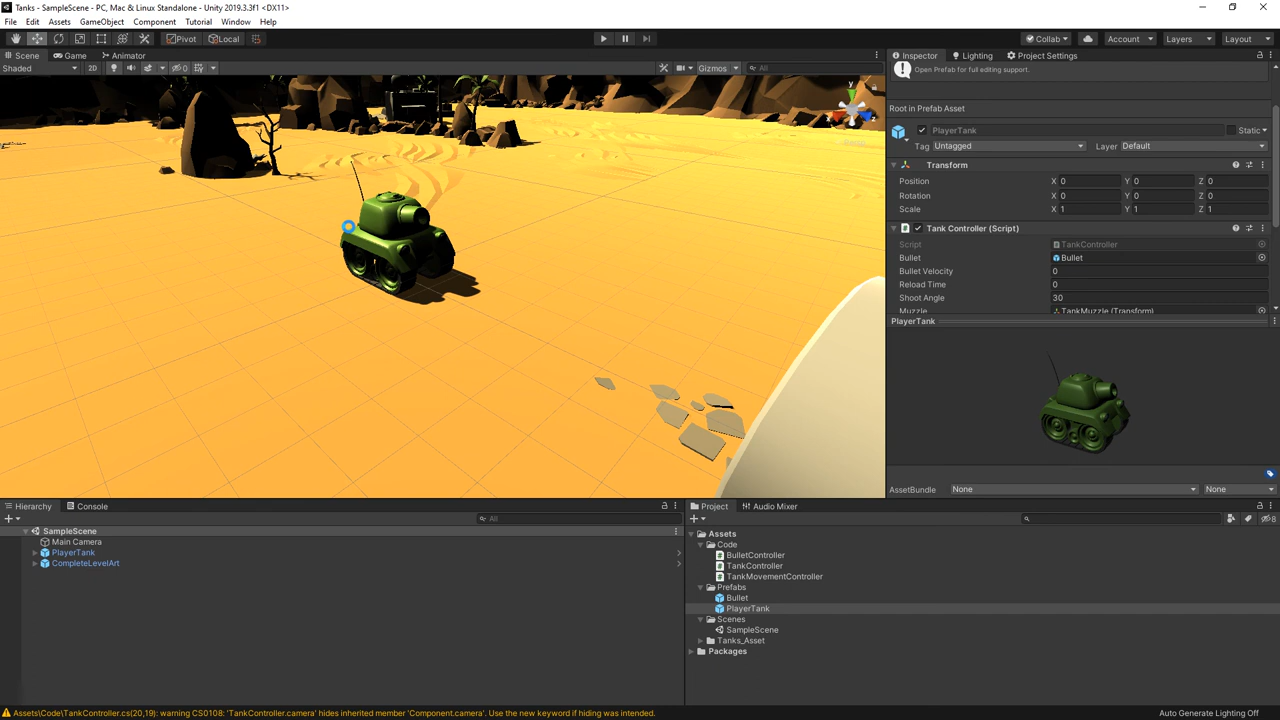 Tanks - SampleScene - PC, Mac & Linux Standalone - Unity 2019.3.3f1 <DX11>
File Edit Assets GameObject Component Tutorial Window Help
Pivot Local Collab Account Layers Layout
Scene Game Animator
Shaded 2D 0 Gizmos All
Inspector Lighting Project Settings
Open Prefab for full editing support.
Root in Prefab Asset
PlayerTank Static
Tag Untagged Layer Default
Transform
Position X 0 Y 0 Z 0
Rotation X 0 Y 0 Z 0
Scale X 1 Y 1 Z 1
Tank Controller (Script)
Script TankController
Bullet Bullet
Bullet Velocity 0
Reload Time 0
Shoot Angle 30
Muzzle TankMuzzle (Transform)
PlayerTank
AssetBundle None None
Hierarchy Console
All
SampleScene
Main Camera
PlayerTank
CompleteLevelArt
Project Audio Mixer
8
Assets
Code
BulletController
TankController
TankMovementController
Prefabs
Bullet
PlayerTank
Scenes
SampleScene
Tanks_Asset
Packages
Assets\Code\TankController.cs(20,19): warning CS0108: 'TankController.camera' hides inherited member 'Component.camera'. Use the new keyword if hiding was intended.
Auto Generate Lighting Off